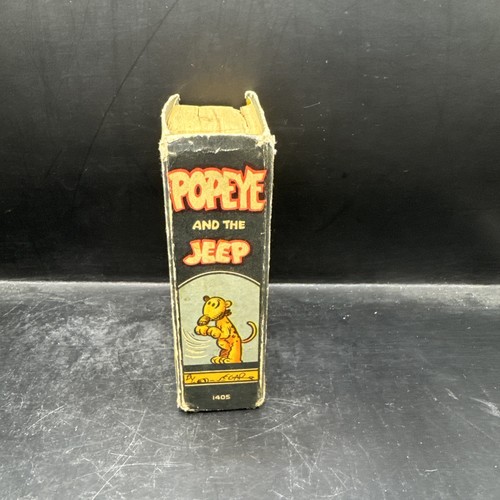 POPEYE
AND THE
JEEP
1405